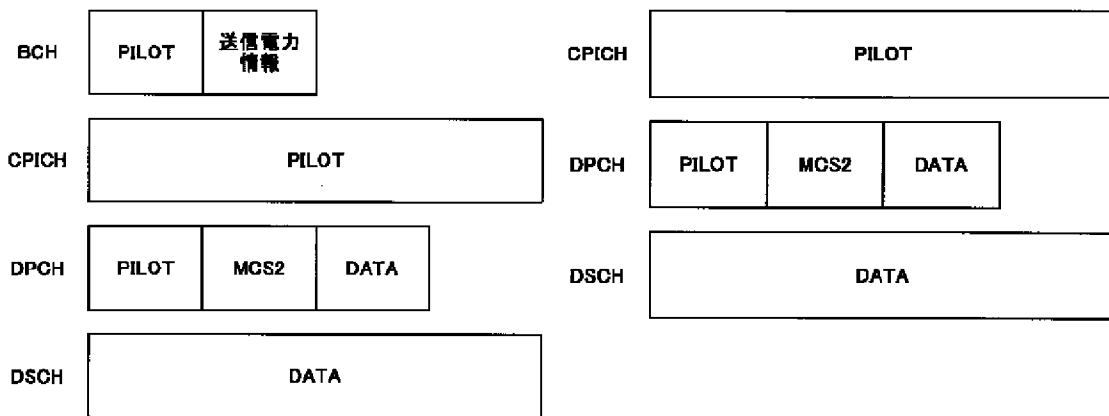 BCH PILOT 送信電力
情報
CPICH PILOT
DPCH PILOT MCS2 DATA
DSCH DATA
CPICH PILOT
DPCH PILOT MCS2 DATA
DSCH DATA